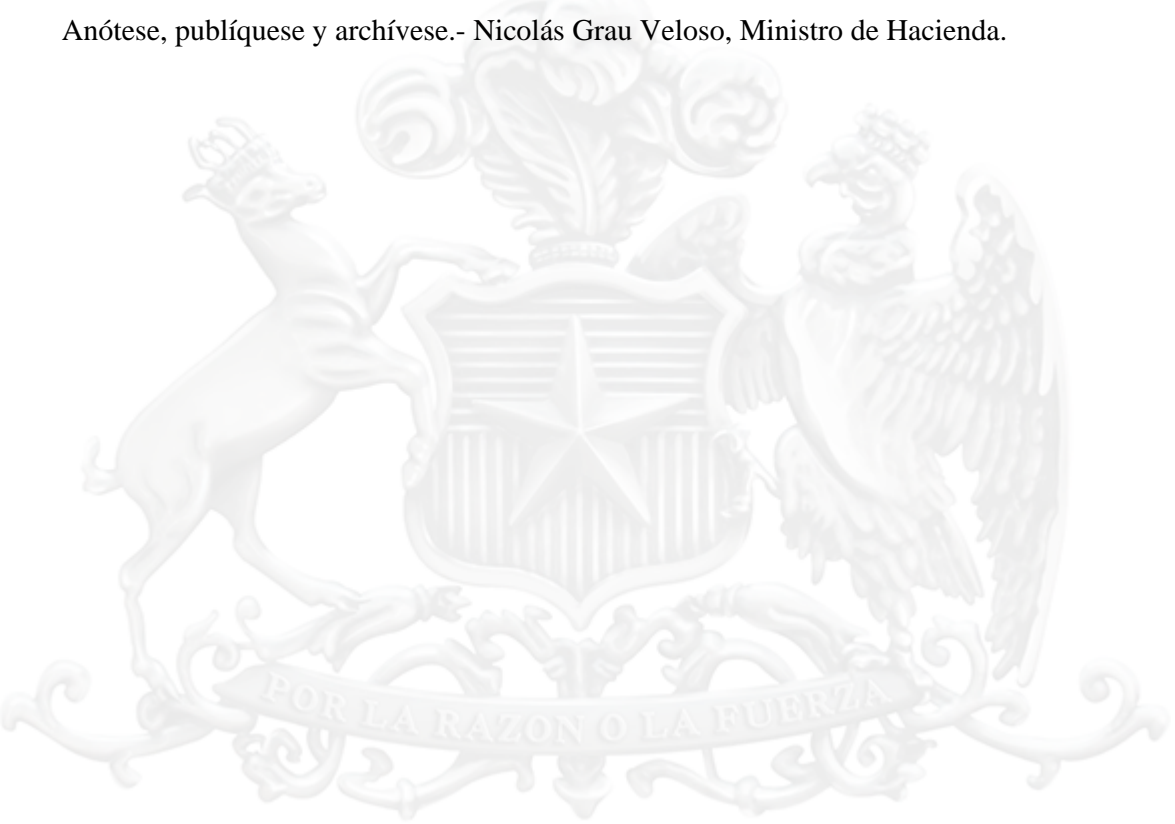 Anótese, publíquese y archívese.- Nicolás Grau Veloso, Ministro de Hacienda.
POR LA RAZON O LA FUERZA